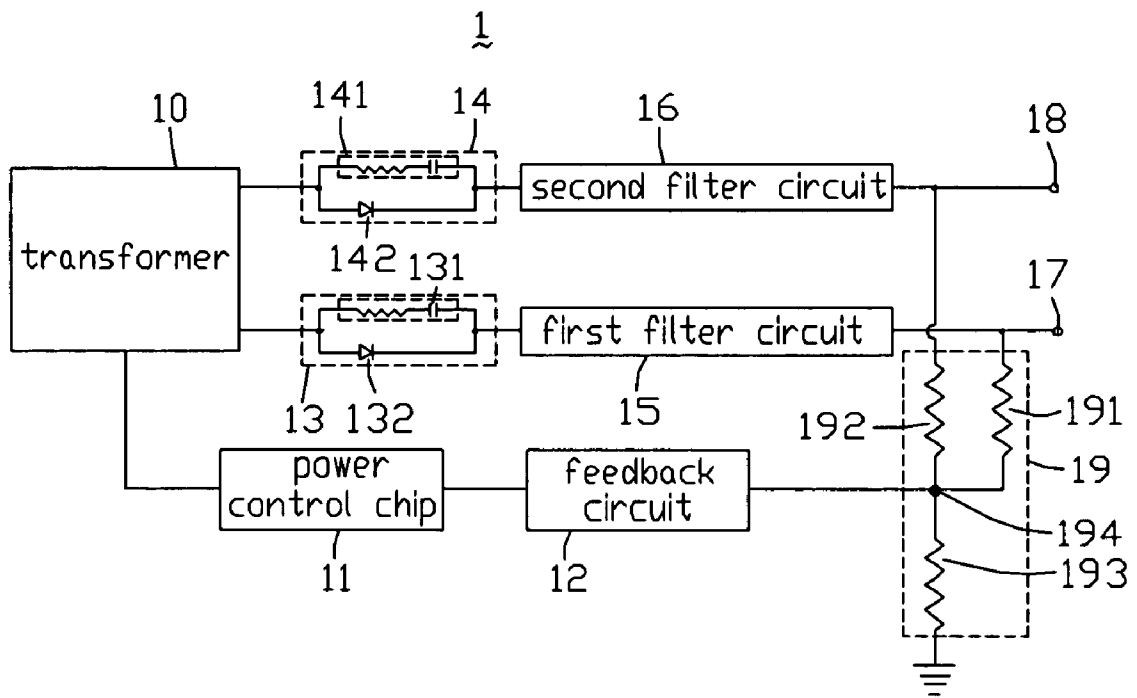 1
10
141
14
16
18
second filter circuit
transformer
142
131
17
first filter circuit
13
132
15
192
191
power
control chip
feedback
circuit
19
194
11
12
193